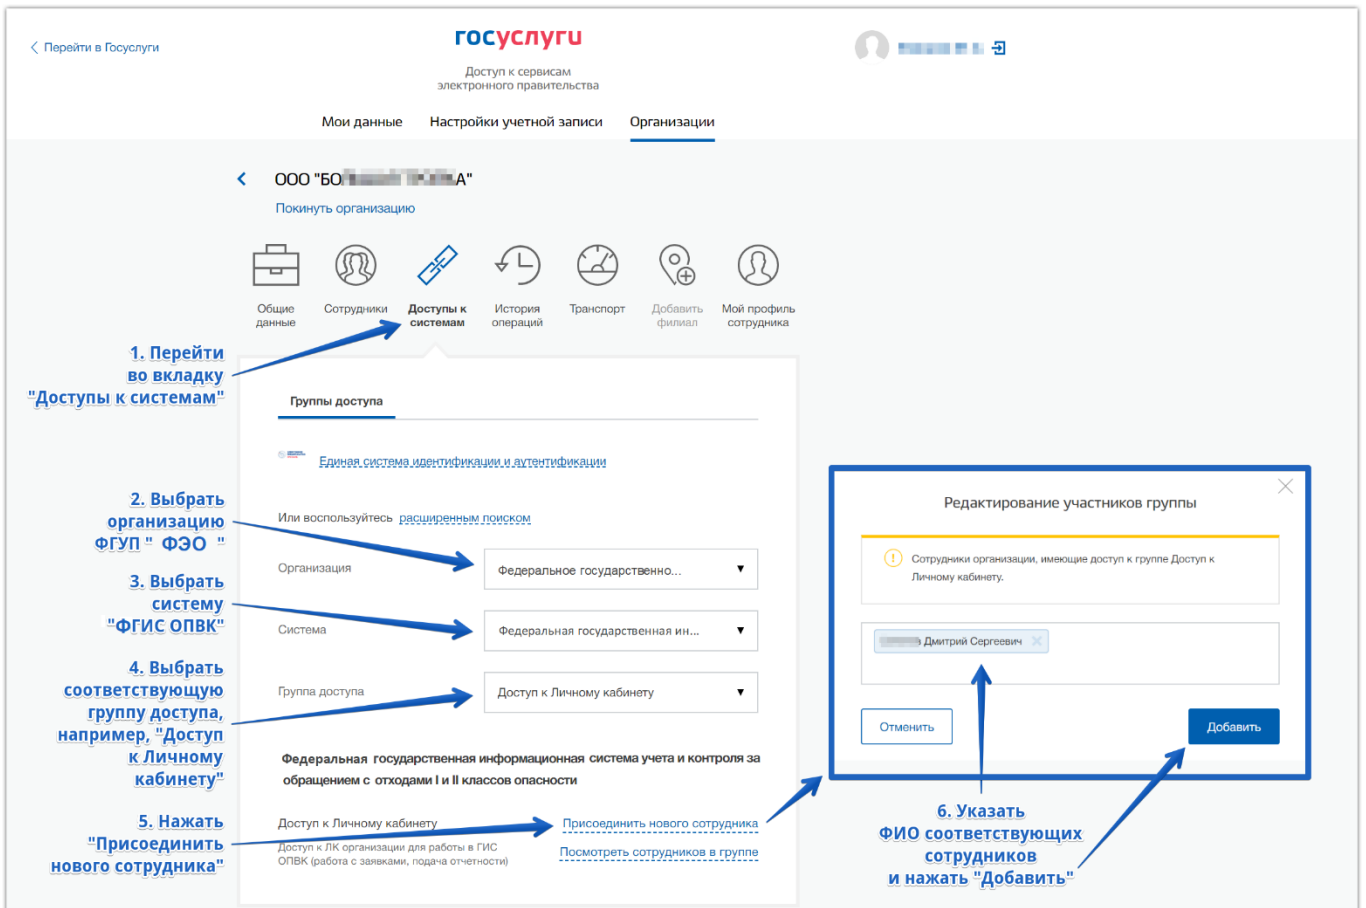 Перейти в Госуслуги
госуслуги
Доступ к сервисам
электронного правительства
Мои данные
Настройки учетной записи
Организации
ООО "БО А"
Покинуть организацию
Общие
данные
Сотрудники
Доступы к
системам
История
операций
Транспорт
Добавить
филиал
Мой профиль
сотрудника
1. Перейти
во вкладку
"Доступы к системам"
Группы доступа
Единая система идентификации и аутентификации
2. Выбрать
организацию
ФГУП " ФЭО "
Или воспользуйтесь расширенным поиском
Организация
Федеральное государственно...
3. Выбрать
систему
"ФГИС ОПВК"
Система
Федеральная государственная ин...
4. Выбрать
соответствующую
группу доступа,
например, "Доступ
к Личному
кабинету"
Группа доступа
Доступ к Личному кабинету
Федеральная государственная информационная система учета и контроля за
обращением с отходами I и II классов опасности
5. Нажать
"Присоединить
нового сотрудника"
Доступ к Личному кабинету
Присоединить нового сотрудника
Доступ к ЛК организации для работы в ГИС
ОПВК (работа с заявками, подача отчетности)
Посмотреть сотрудников в группе
Редактирование участников группы
Сотрудники организации, имеющие доступ к группе Доступ к
Личному кабинету.
Дмитрий Сергеевич
Отменить
Добавить
6. Указать
ФИО соответствующих
сотрудников
и нажать "Добавить"